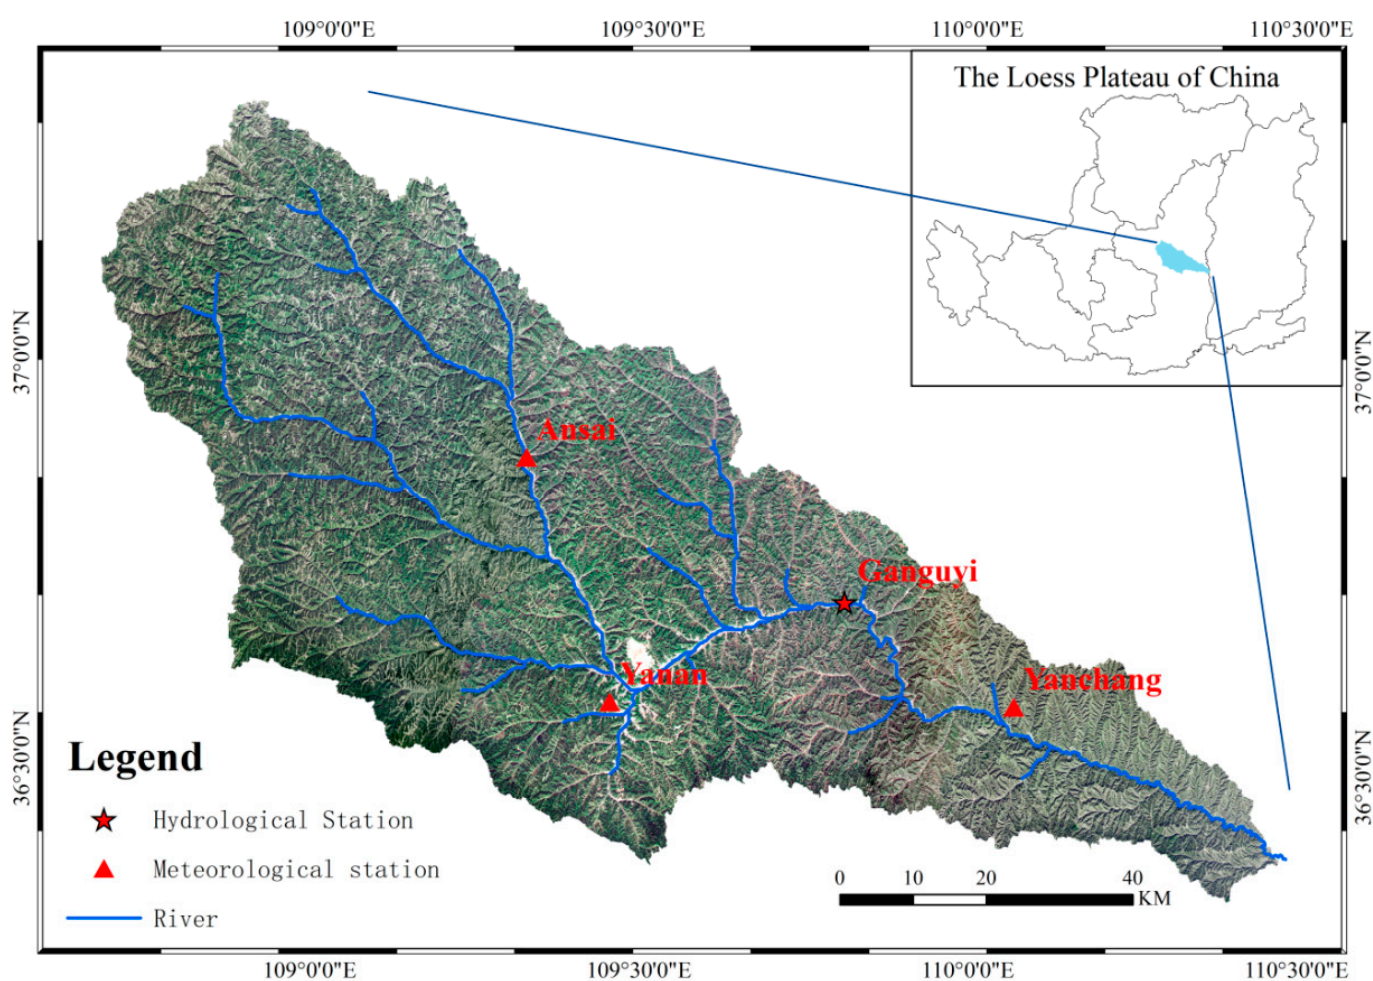 109°0'0"E
109°30'0"E
110°0'0"E
110°30'0"E
The Loess Plateau of China
37°0'0"N
37°0'0"N
Ansai
Ganguyi
Yanan
Yanchang
36°30'0"N
36°30'0"N
Legend
Hydrological Station
Meteorological station
River
0 10 20 40
KM
109°0'0"E
109°30'0"E
110°0'0"E
110°30'0"E